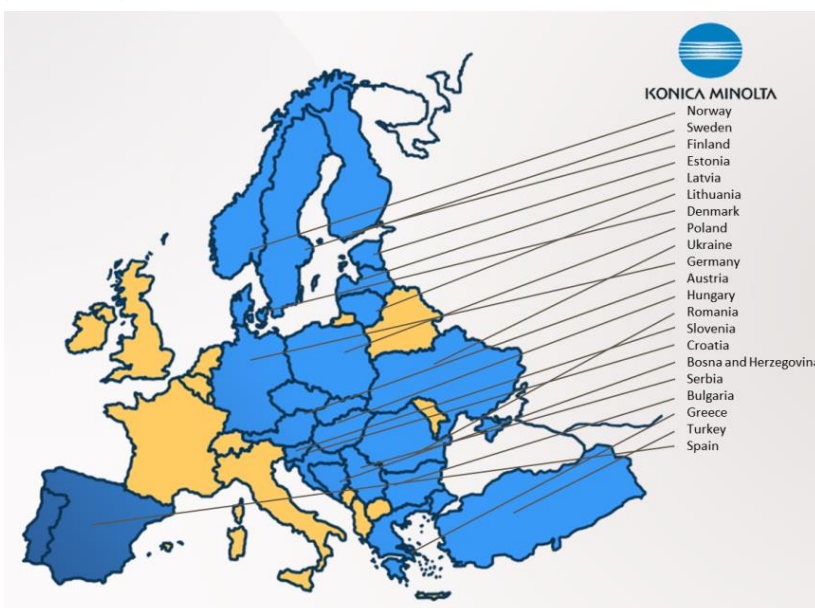 KONICA MINOLTA
Norway
Sweden
Finland
Estonia
Latvia
Lithuania
Denmark
Poland
Ukraine
Germany
Austria
Hungary
Romania
Slovenia
Croatia
Bosna and Herzegovina
Serbia
Bulgaria
Greece
Turkey
Spain